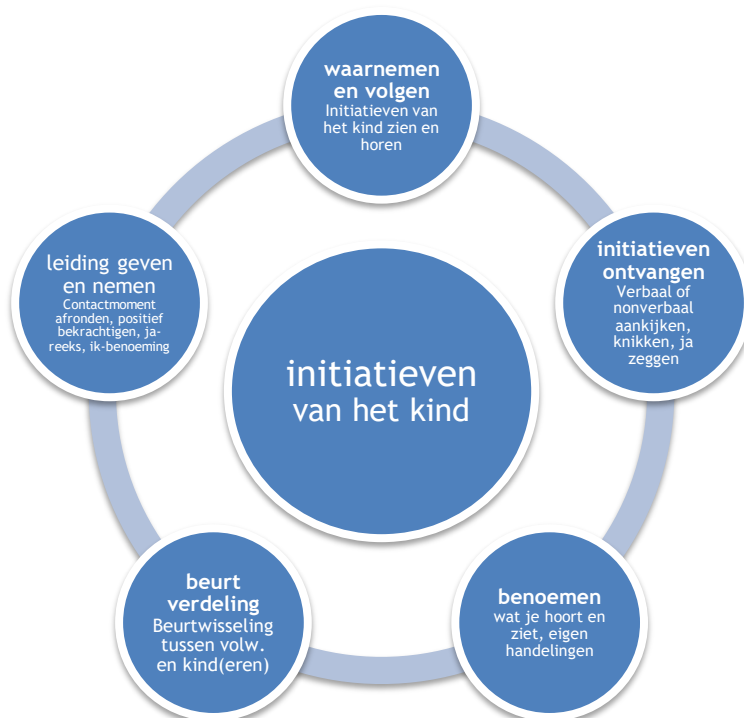 waarnemen
en volgen
Initiatieven van
het kind zien en
horen
initiatieven
ontvangen
Verbaal of
nonverbaal
aankijken,
knikken, ja
zeggen
leiding geven
en nemen
Contactmoment
afronden, positief
bekrachtigen, ja-
reeks, ik-benoeming
initiatieven
van het kind
beurt
verdeling
Beurtwisseling
tussen volw.
en kind(eren)
benoemen
wat je hoort en
ziet, eigen
handelingen